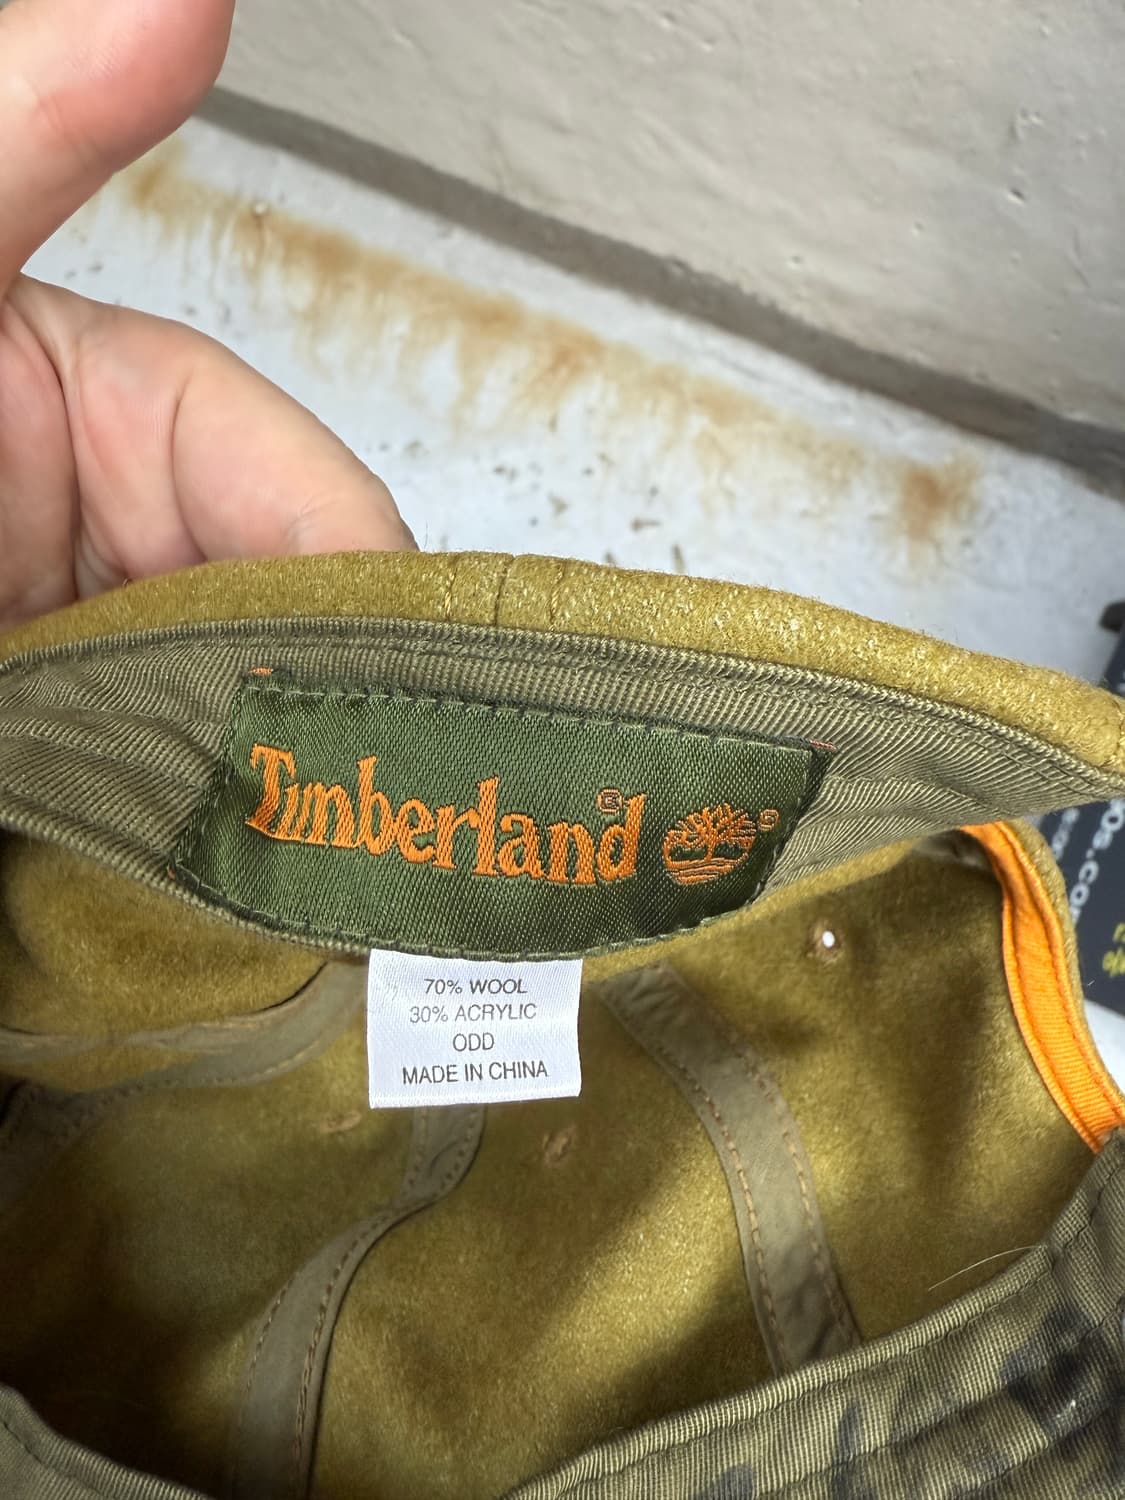 Timberland®
®
70% WOOL
30% ACRYLIC
ODD
MADE IN CHINA